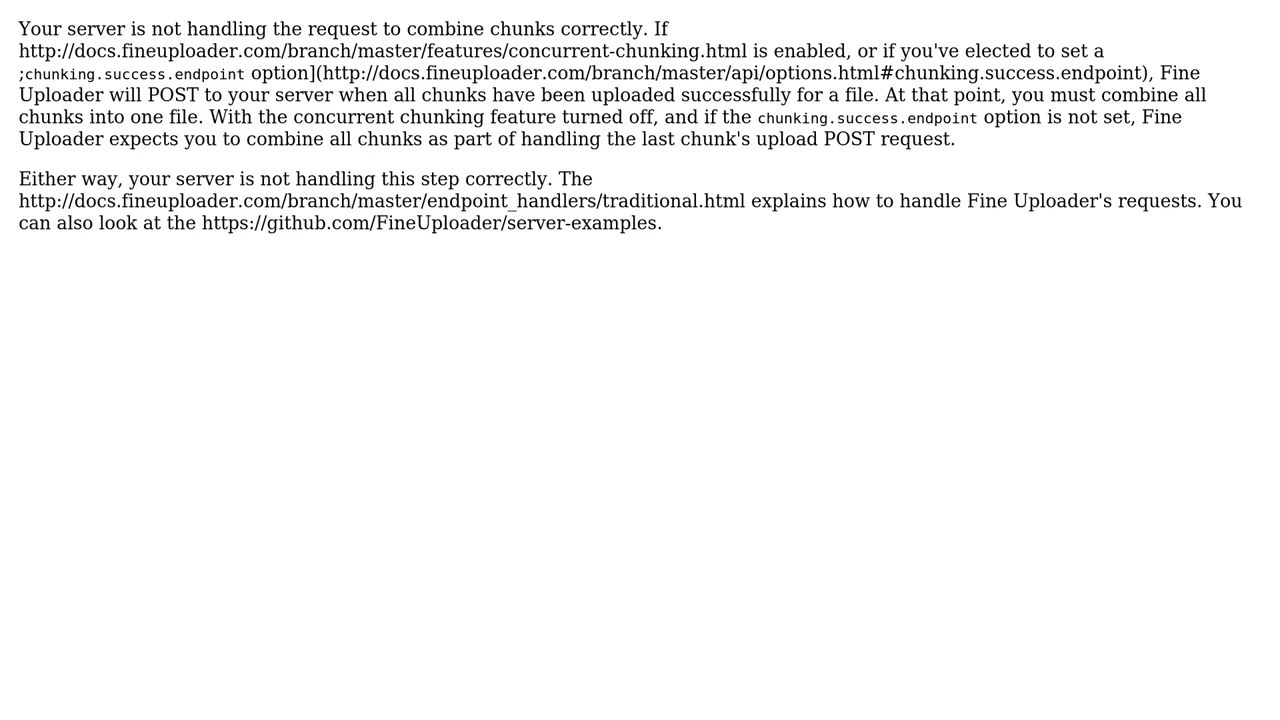 Your server is not handling the request to combine chunks correctly. If
http://docs.fineuploader.com/branch/master/features/concurrent-chunking.html is enabled, or if you've elected to set a
;chunking.success.endpoint option](http://docs.fineuploader.com/branch/master/api/options.html#chunking.success.endpoint), Fine
Uploader will POST to your server when all chunks have been uploaded successfully for a file. At that point, you must combine all
chunks into one file. With the concurrent chunking feature turned off, and if the chunking.success.endpoint option is not set, Fine
Uploader expects you to combine all chunks as part of handling the last chunk's upload POST request.
Either way, your server is not handling this step correctly. The
http://docs.fineuploader.com/branch/master/endpoint_handlers/traditional.html explains how to handle Fine Uploader's requests. You
can also look at the https://github.com/FineUploader/server-examples.